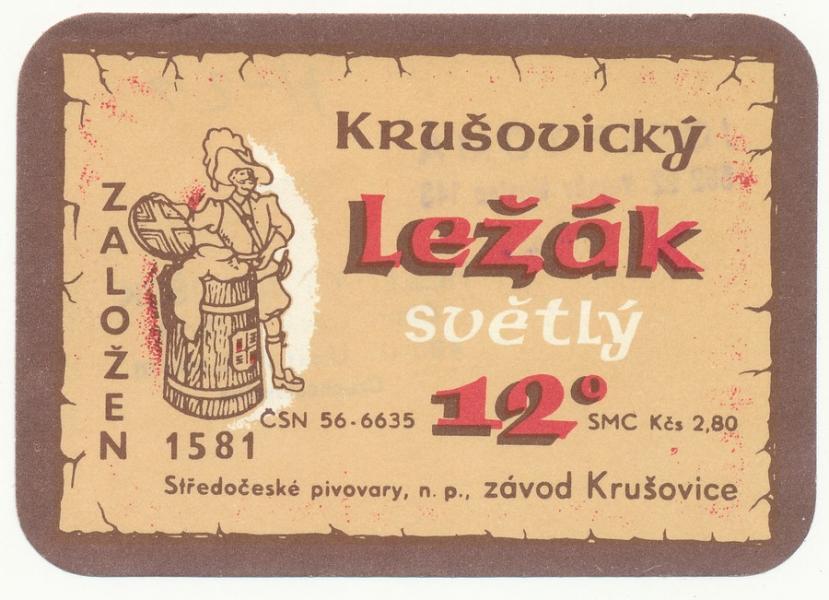 Krušovický
Ležák
světlý
12°
ZALOŽEN
1581
ČSN 56-6635
SMC Kčs 2,80
Středočeské pivovary, n. p., závod Krušovice